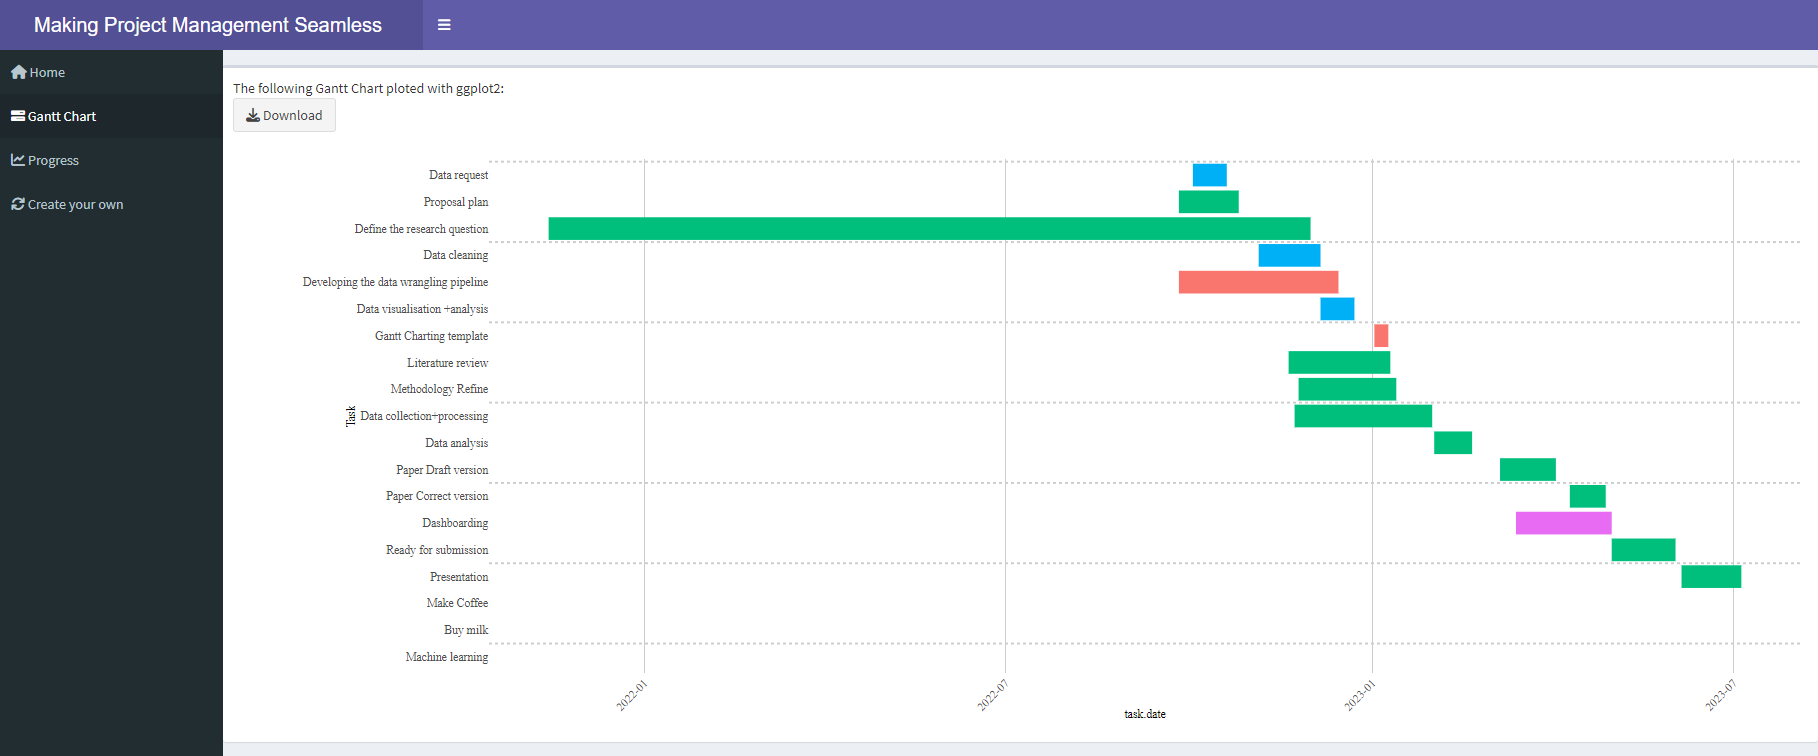 Making Project Management Seamless
Home
Gantt Chart
Progress
Create your own
The following Gantt Chart ploted with ggplot2:
Download
Data request
Proposal plan
Define the research question
Data cleaning
Developing the data wrangling pipeline
Data visualisation +analysis
Gantt Charting template
Literature review
Methodology Refine
Task
Data collection+processing
Data analysis
Paper Draft version
Paper Correct version
Dashboarding
Ready for submission
Presentation
Make Coffee
Buy milk
Machine learning
2022-01
2022-07
2023-01
2023-07
task.date